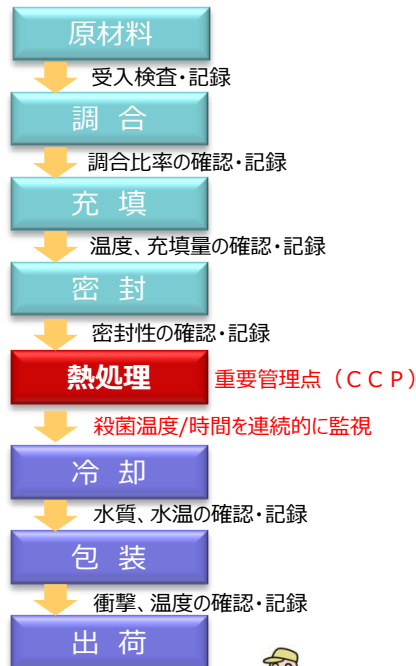 原材料
受入検査・記録
調 合
調合比率の確認・記録
充 填
温度、充填量の確認・記録
密 封
密封性の確認・記録
熱処理 重要管理点（ＣＣＰ）
殺菌温度/時間を連続的に監視
冷 却
水質、水温の確認・記録
包 装
衝撃、温度の確認・記録
出 荷